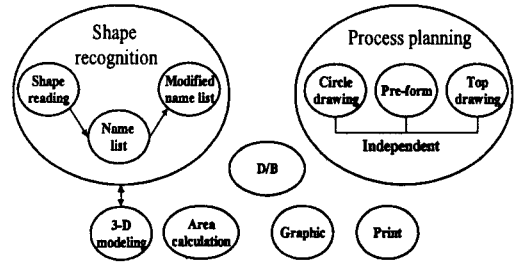 Shape
recognition
Shape
reading
Modified
name list
Name
list
Process planning
Circle
drawing
Pre-form
Top
drawing
Independent
D/B
3-D
modeling
Area
calculation
Graphic
Print